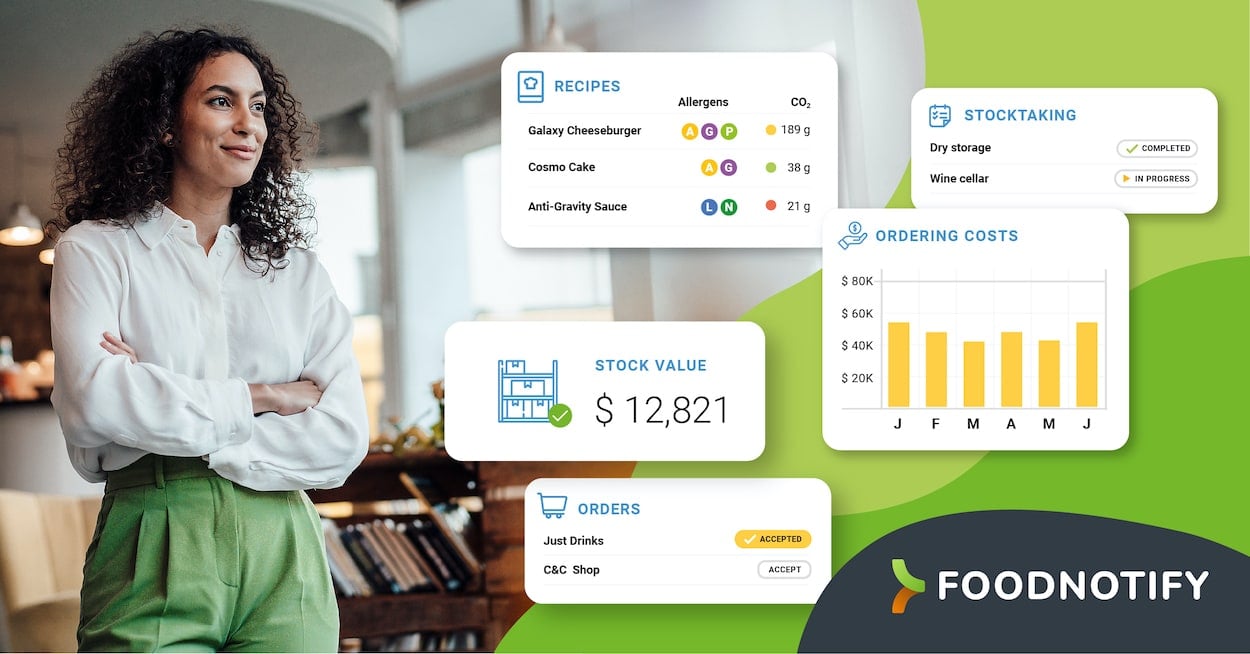 RECIPES
Allergens CO₂
Galaxy Cheeseburger A G P 189 g
Cosmo Cake A G 38 g
Anti-Gravity Sauce L N 21 g
STOCKTAKING
Dry storage COMPLETED
Wine cellar IN PROGRESS
ORDERING COSTS
$ 80K
$ 60K
$ 40K
$ 20K
J F M A M J
STOCK VALUE
$ 12,821
ORDERS
Just Drinks ACCEPTED
C&C Shop ACCEPT
FOODNOTIFY